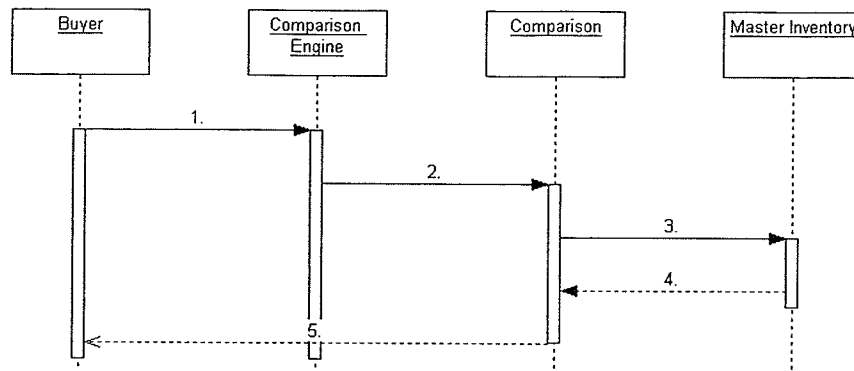 Buyer
Comparison
Engine
Comparison
Master Inventory
1.
2.
3.
4.
5.